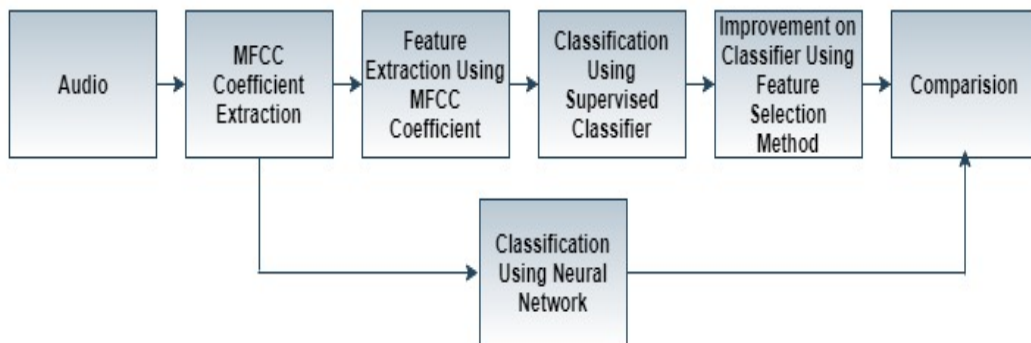 Audio
MFCC
Coefficient
Extraction
Feature
Extraction Using
MFCC
Coefficient
Classification
Using
Supervised
Classifier
Improvement on
Classifier Using
Feature
Selection
Method
Comparision
Classification
Using Neural
Network